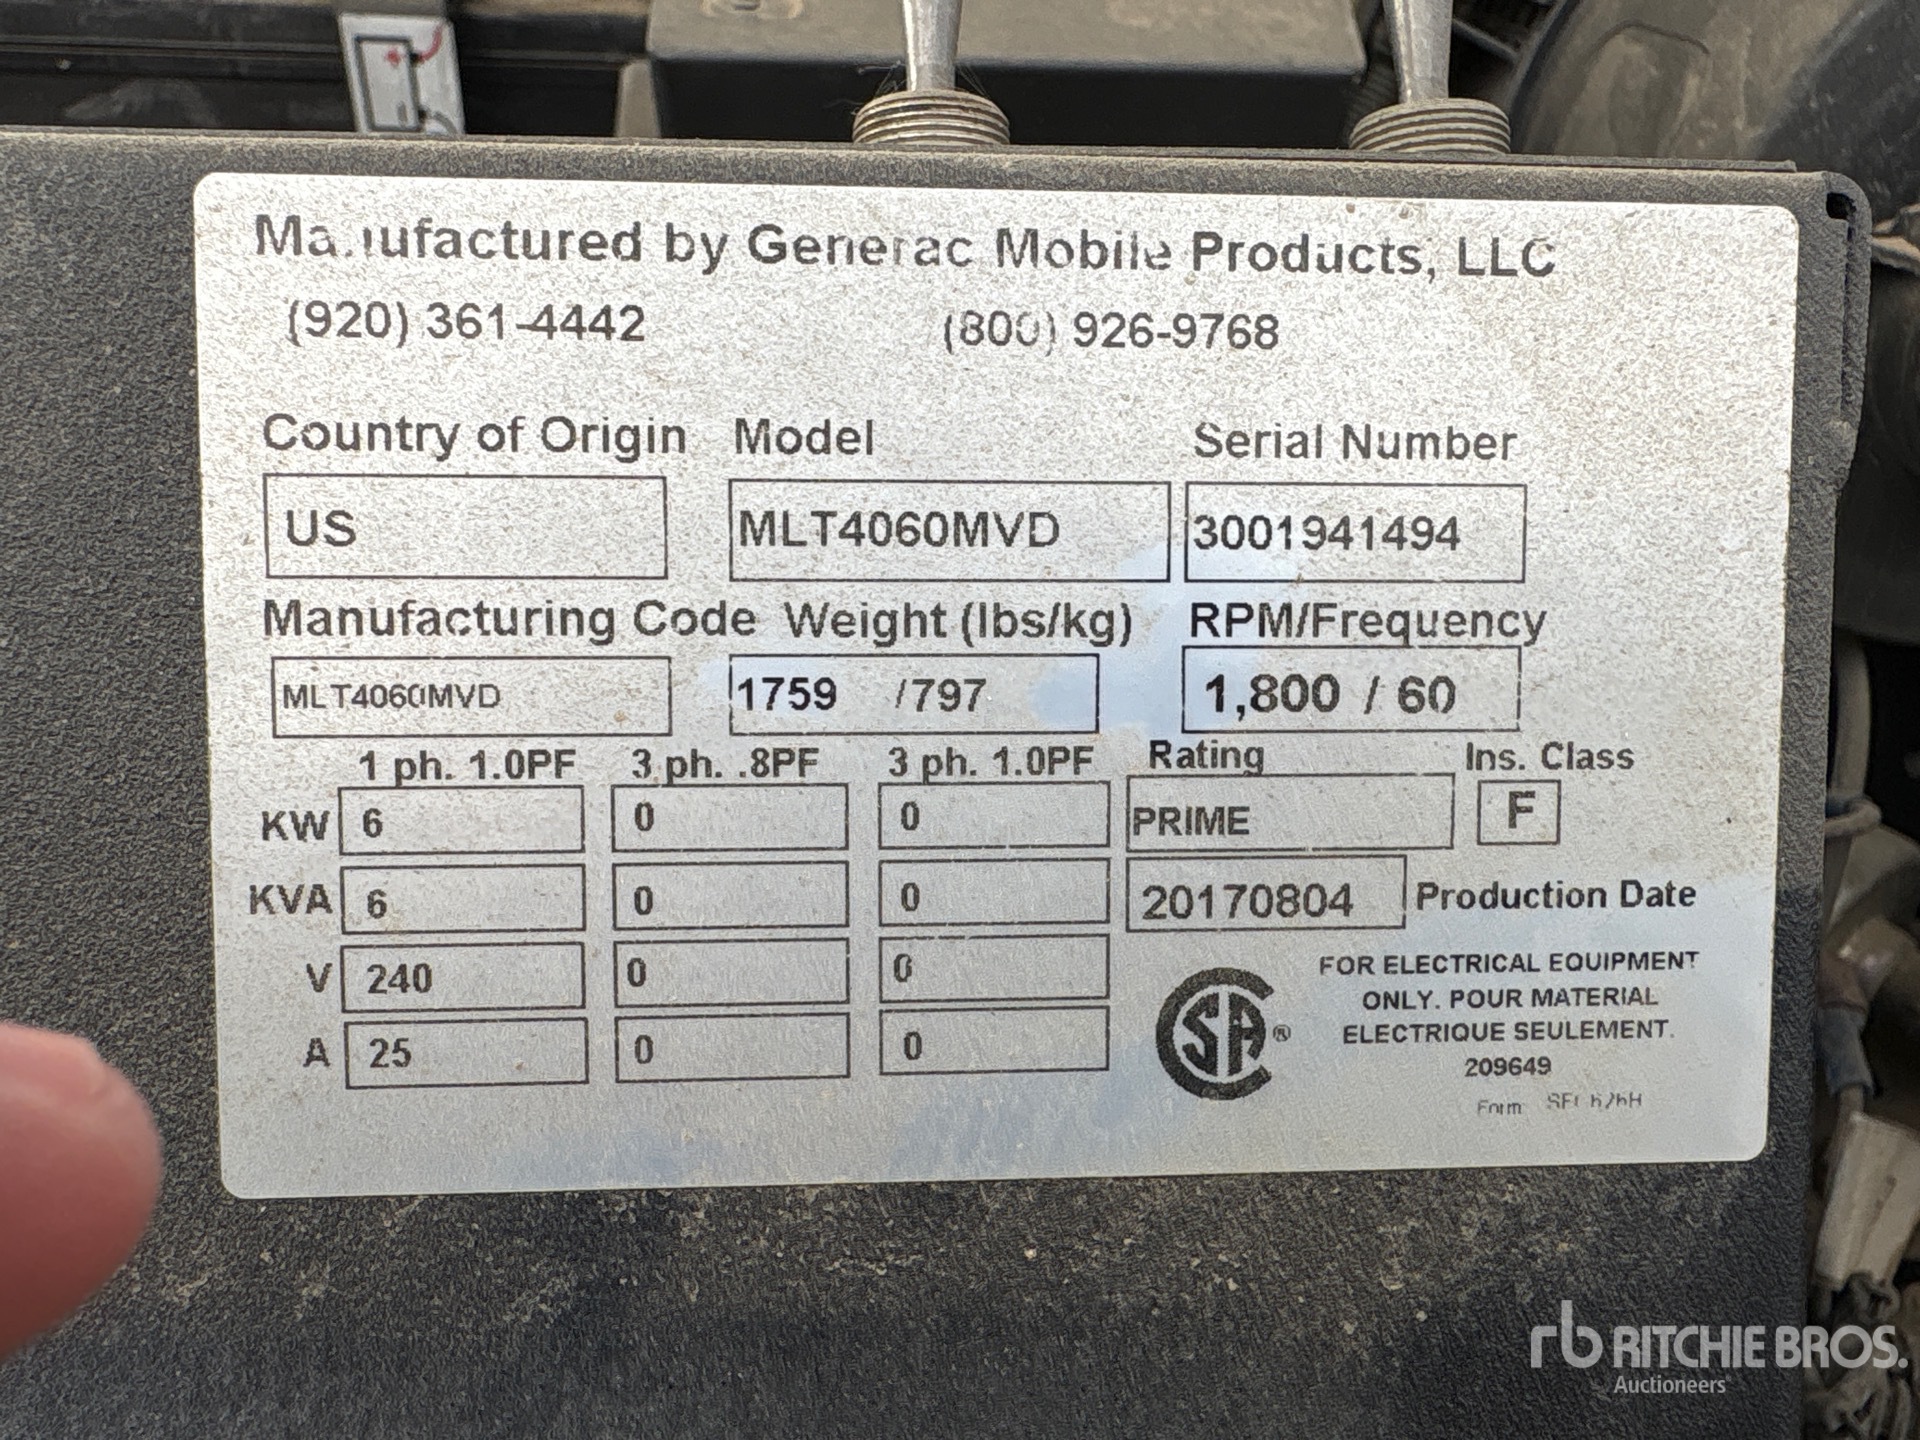 Manufactured by Generac Mobile Products, LLC
(920) 361-4442 (800) 926-9768
Country of Origin Model Serial Number
US MLT4060MVD 3001941494
Manufacturing Code Weight (lbs/kg) RPM/Frequency
MLT4060MVD 1759 /797 1,800 / 60
1 ph. 1.0PF 3 ph. .8PF 3 ph. 1.0PF Rating Ins. Class
KW 6 0 0 PRIME F
KVA 6 0 0 20170804 Production Date
V 240 0 0
A 25 0 0
SA ®
FOR ELECTRICAL EQUIPMENT
ONLY. POUR MATERIAL
ELECTRIQUE SEULEMENT.
209649
Form
rb RITCHIE BROS.
Auctioneers